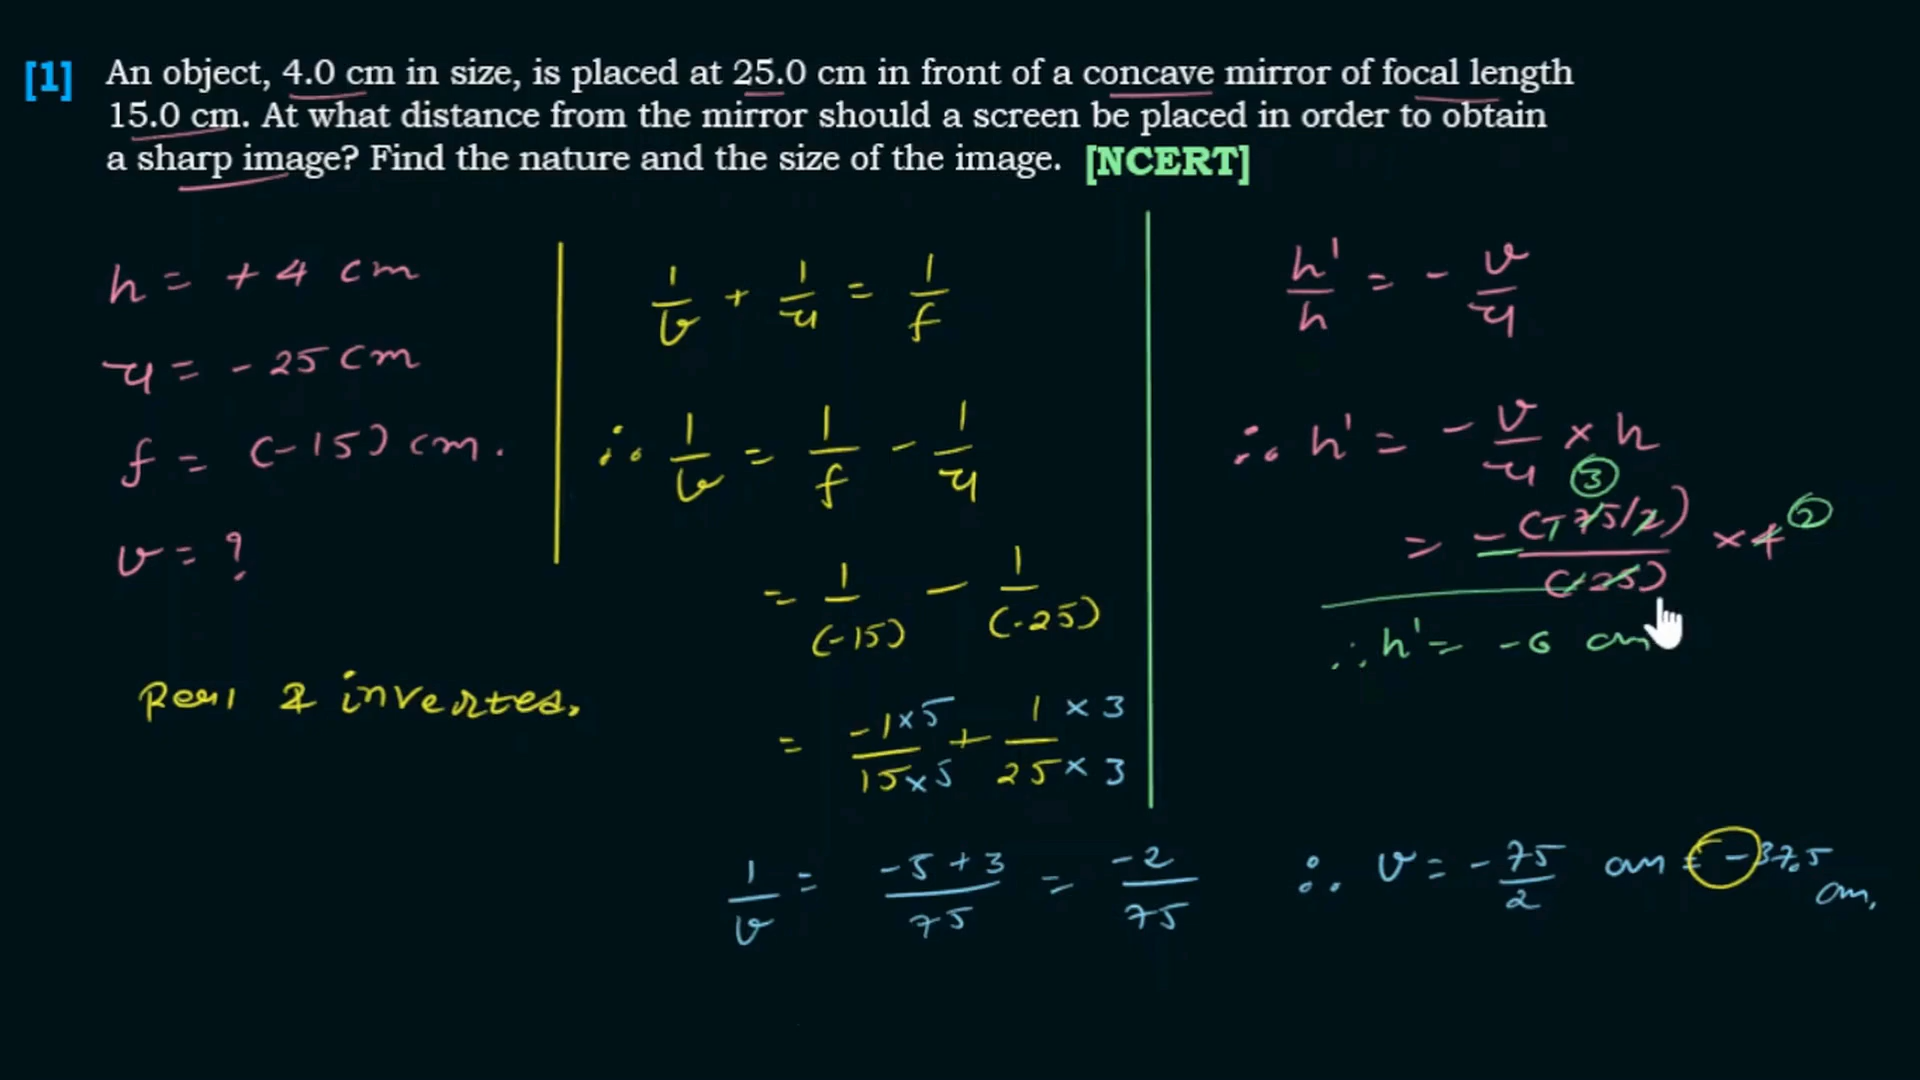 [1] An object, 4.0 cm in size, is placed at 25.0 cm in front of a concave mirror of focal length
15.0 cm. At what distance from the mirror should a screen be placed in order to obtain
a sharp image? Find the nature and the size of the image. [NCERT]
h = + 4 cm
u = - 25 cm
f = (-15) cm.
v = ?
Real & inverted.
1/v + 1/u = 1/f
∴ 1/v = 1/f - 1/u
= 1/(-15) - 1/(-25)
= -1×5/15×5 + 1×3/25×3
1/v = -5+3/75 = -2/75 ∴ v = -75/2 cm = -37.5 cm.
h'/h = - v/u
∴ h' = - v/u × h
= -(-75/2)/(-25) × 4 ③ ②
∴ h' = -6 cm